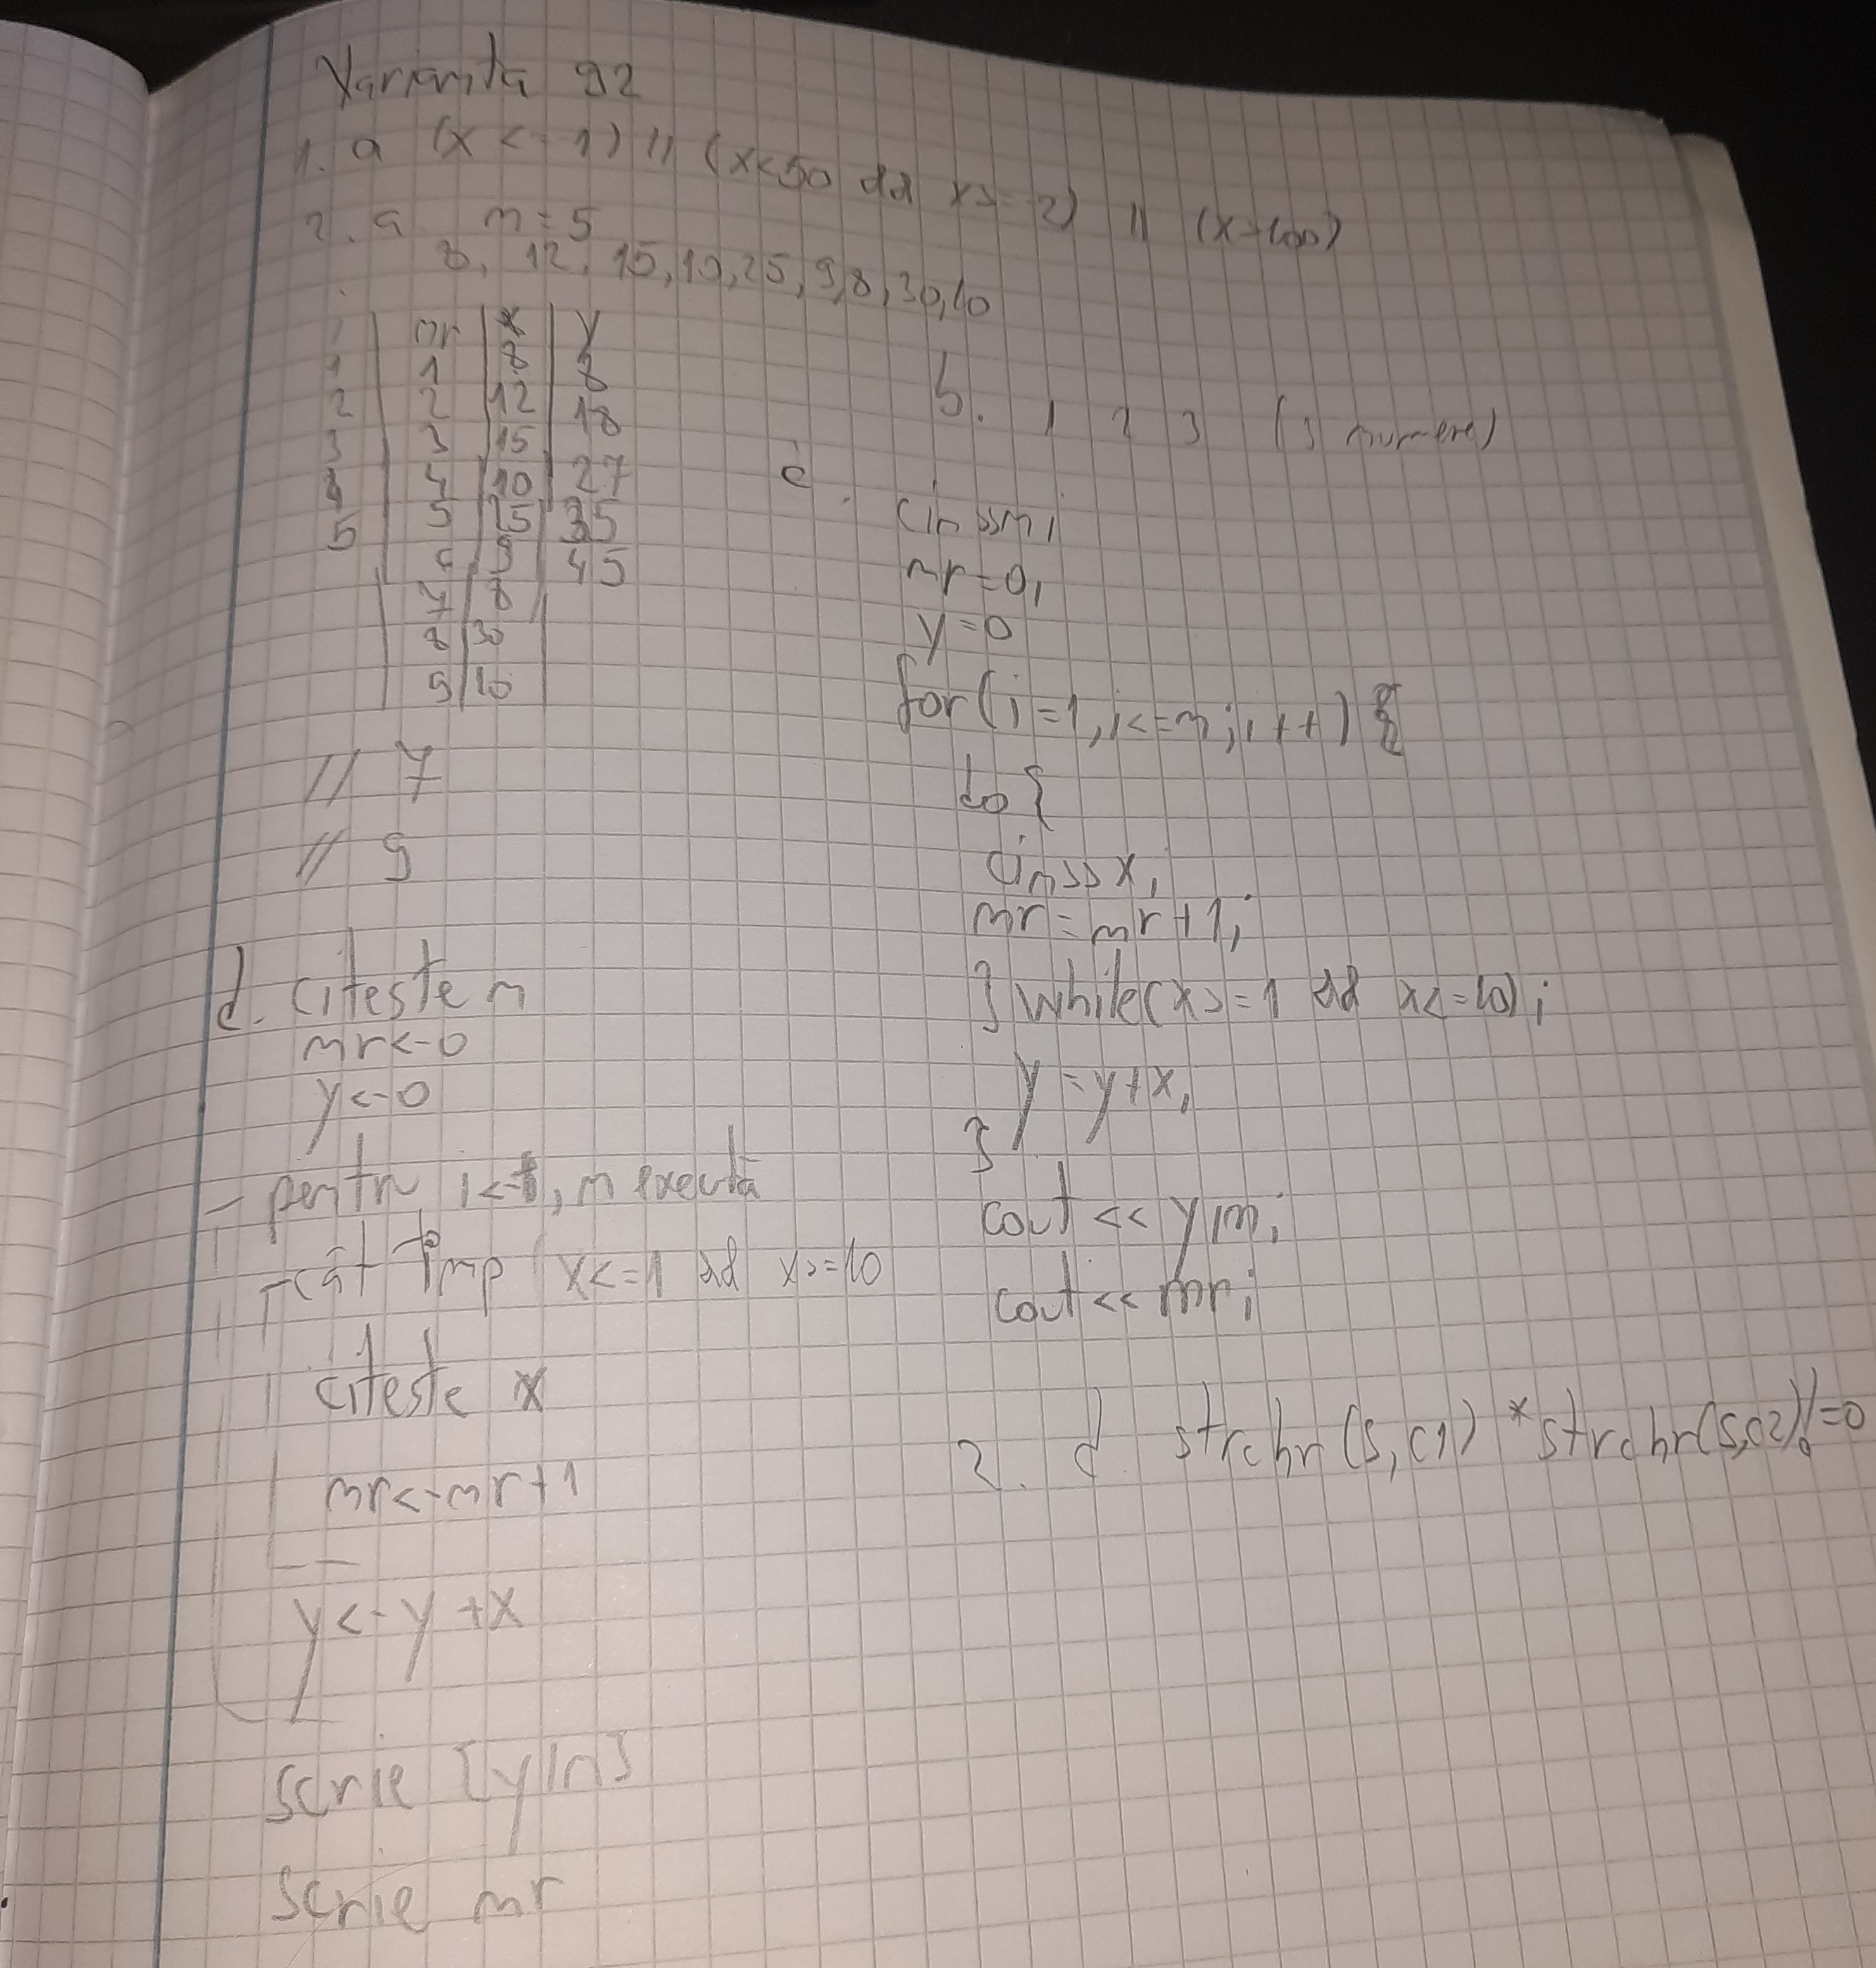 Varianta 92
1. a (x <= 1) || (x<50 && x>=2) || (x>100)
2. a n=5
8, 12, 15, 10, 25, 9, 8, 30, 10
i | nr | x | y
1 | 1 | 8 | 8
2 | 2 | 12 | 18
3 | 3 | 15 |
4 | 4 | 10 | 27
5 | 5 | 25 | 35
6 | 9 | 45
7 | 8
8 | 30
9 | 10
// 7
// 9
b. 1 2 3 (3 numere)
c. cin>>n;
nr=0;
y=0
for(i=1; i<=n; i++) {
do {
cin>>x;
nr=nr+1;
} while(x>=1 && x<=10);
y=y+x;
}
cout << y/n;
cout << nr;
d. citeste n
nr<-0
y<-0
pentru i<-1, n executa
cât timp (x<=1 && x>=10
citeste x
nr<-nr+1
y<-y+x
scrie [y/n]
scrie nr
2. d strchr(s,c1) *strchr(s,c2)!=0